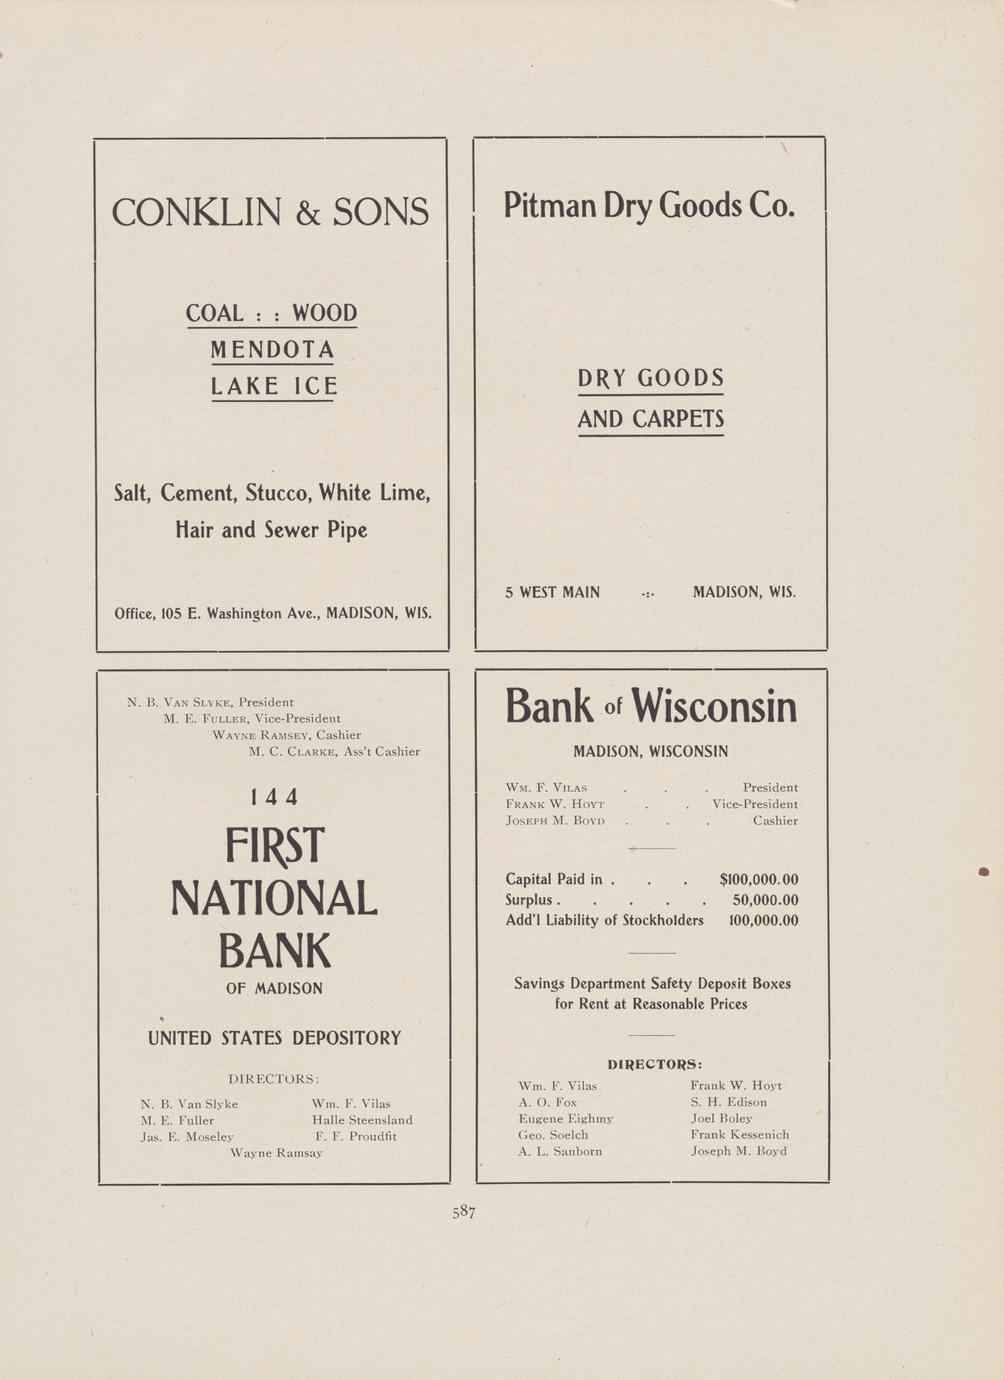 CONKLIN & SONS
COAL : : WOOD
MENDOTA
LAKE ICE
Salt, Cement, Stucco, White Lime,
Hair and Sewer Pipe
Office, 105 E. Washington Ave., MADISON, WIS.
Pitman Dry Goods Co.
DRY GOODS
AND CARPETS
5 WEST MAIN -:- MADISON, WIS.
N. B. VAN SLYKE, President
M. E. FULLER, Vice-President
WAYNE RAMSEY, Cashier
M. C. CLARKE, Ass't Cashier
144
FIRST
NATIONAL
BANK
OF MADISON
UNITED STATES DEPOSITORY
DIRECTORS:
N. B. Van Slyke Wm. F. Vilas
M. E. Fuller Halle Steensland
Jas. E. Moseley F. F. Proudfit
Wayne Ramsay
Bank of Wisconsin
MADISON, WISCONSIN
WM. F. VILAS . . . President
FRANK W. HOYT . . Vice-President
JOSEPH M. BOYD . . . Cashier
Capital Paid in . . . $100,000.00
Surplus . . . . . 50,000.00
Add'l Liability of Stockholders 100,000.00
Savings Department Safety Deposit Boxes
for Rent at Reasonable Prices
DIRECTORS:
Wm. F. Vilas Frank W. Hoyt
A. O. Fox S. H. Edison
Eugene Eighmy Joel Boley
Geo. Soelch Frank Kessenich
A. L. Sanborn Joseph M. Boyd
587